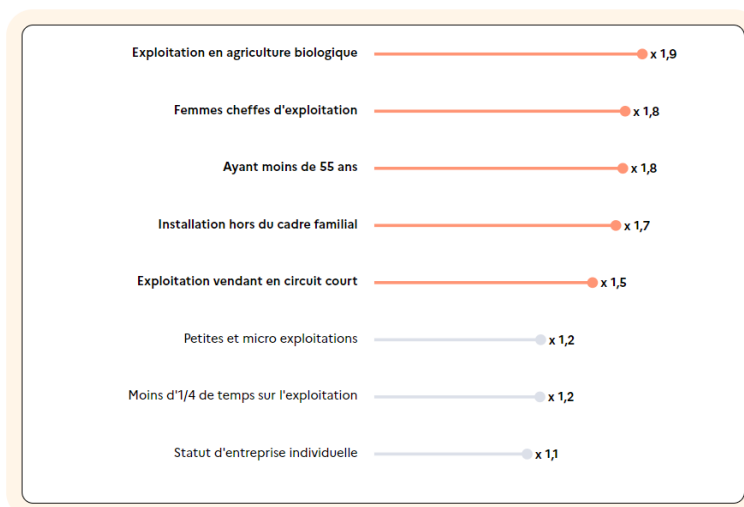 Exploitation en agriculture biologique x 1,9
Femmes cheffes d'exploitation x 1,8
Ayant moins de 55 ans x 1,8
Installation hors du cadre familial x 1,7
Exploitation vendant en circuit court x 1,5
Petites et micro exploitations x 1,2
Moins d'1/4 de temps sur l'exploitation x 1,2
Statut d'entreprise individuelle x 1,1